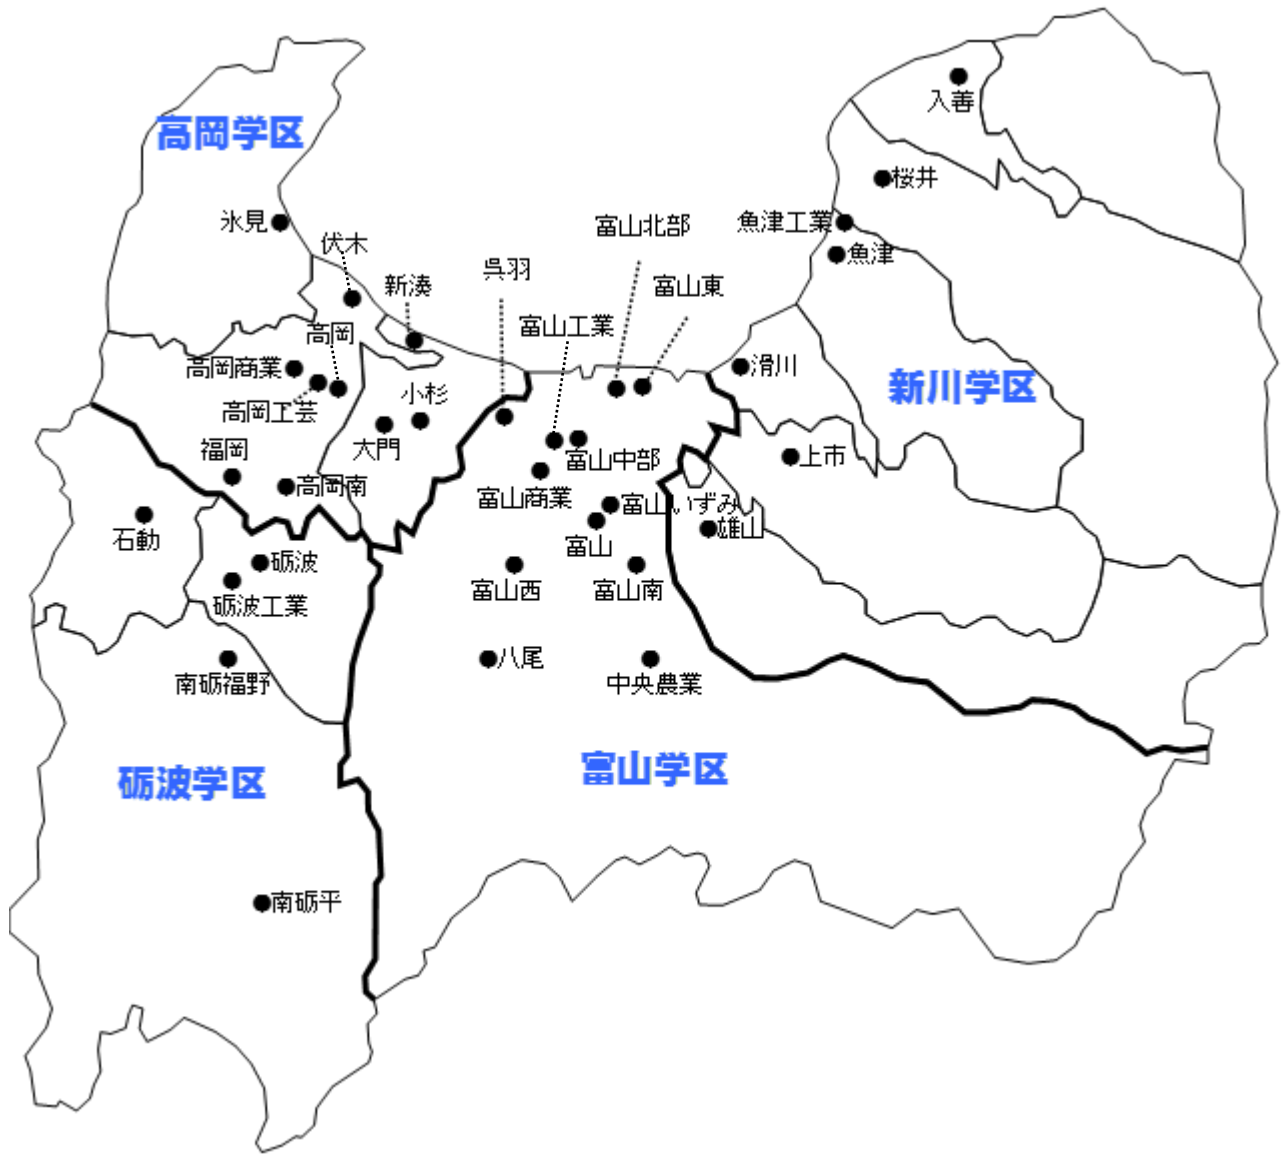 入善
高岡学区
桜井
氷見
富山北部
魚津工業
伏木
魚津
呉羽
新湊
富山東
富山工業
高岡
高岡商業
滑川
新川学区
小杉
高岡工芸
大門
福岡
富山中部
上市
高岡南
富山商業
富山いずみ
雄山
石動
富山
砺波
富山西
富山南
砺波工業
八尾
南砺福野
中央農業
富山学区
砺波学区
南砺平